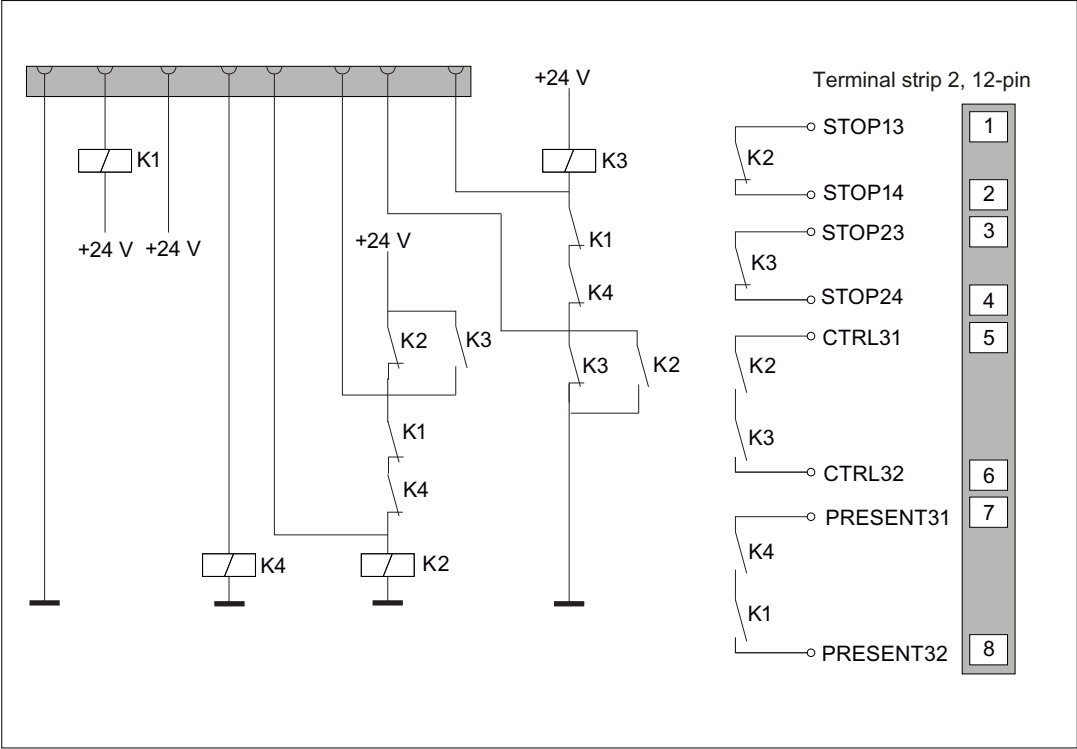 +24 V
K1
K3
+24 V +24 V
+24 V
K1
K4
K2
K3
K3
K2
K1
K4
K4
K2
Terminal strip 2, 12-pin
STOP13
1
K2
STOP14
2
STOP23
3
K3
STOP24
4
CTRL31
5
K2
K3
CTRL32
6
PRESENT31
7
K4
K1
PRESENT32
8